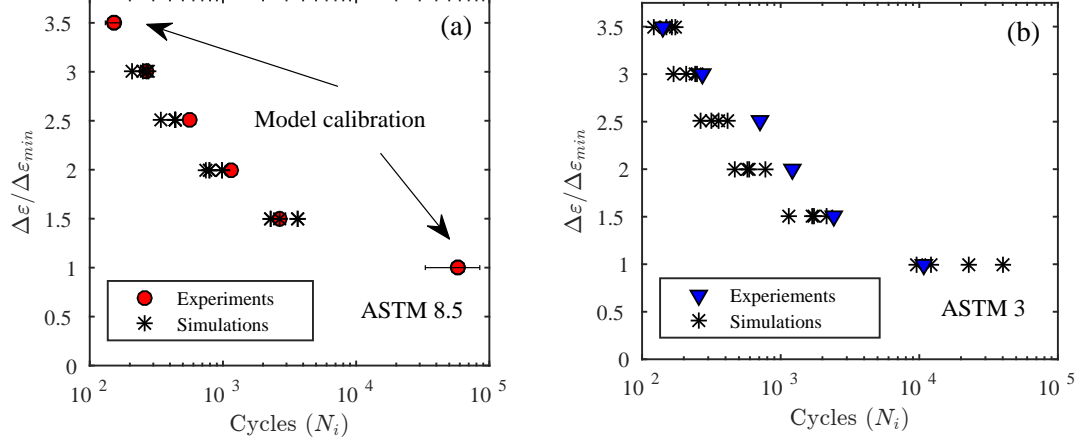 (a)
3.5
3
2.5
2
1.5
1
0.5
0
Δε/Δε_min
Model calibration
Experiments
Simulations
ASTM 8.5
10^2
10^3
10^4
10^5
Cycles (N_i)
(b)
3.5
3
2.5
2
1.5
1
0.5
0
Δε/Δε_min
Experiements
Simulations
ASTM 3
10^2
10^3
10^4
10^5
Cycles (N_i)